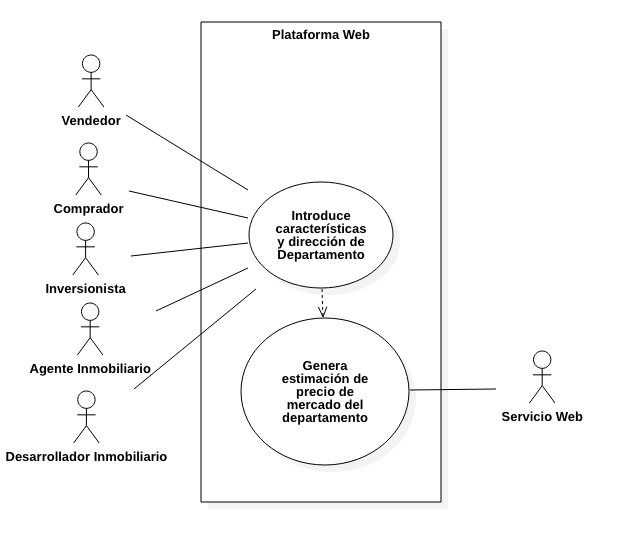 Plataforma Web
Vendedor
Comprador
Inversionista
Agente Inmobiliario
Desarrollador Inmobiliario
Introduce
características
y dirección de
Departamento
Genera
estimación de
precio de
mercado del
departamento
Servicio Web